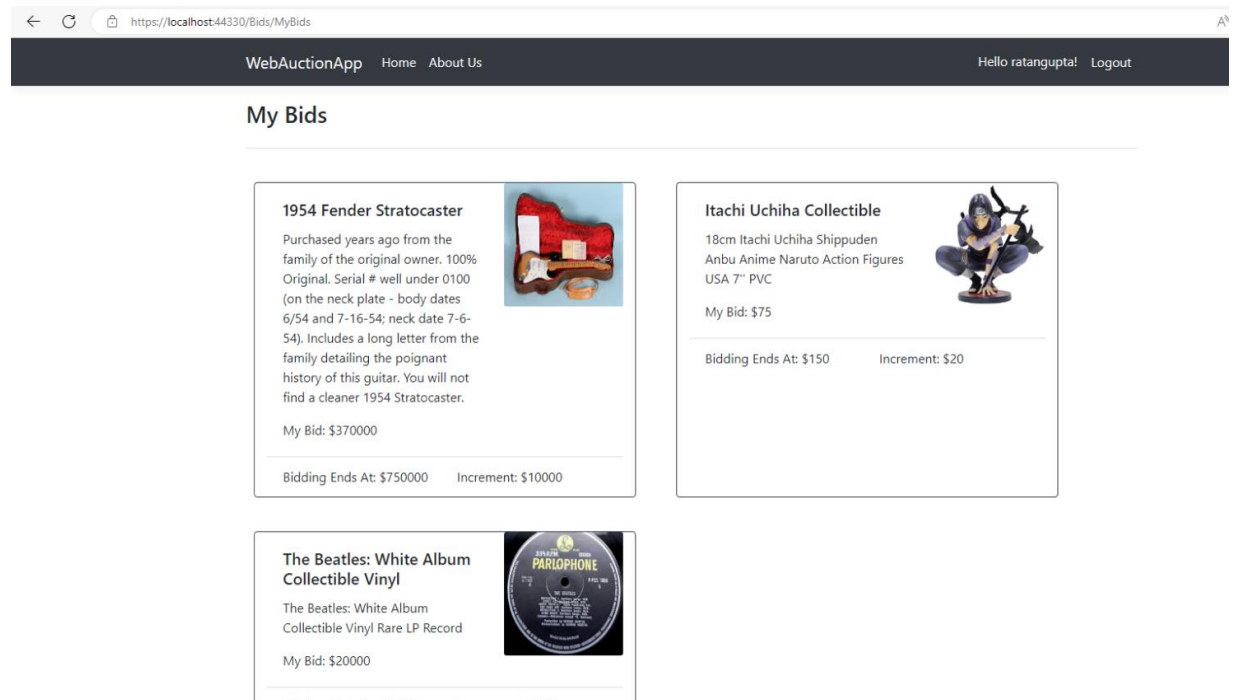 https://localhost:44330/Bids/MyBids
WebAuctionApp Home About Us Hello ratangupta! Logout
My Bids
1954 Fender Stratocaster
Purchased years ago from the
family of the original owner. 100%
Original. Serial # well under 0100
(on the neck plate - body dates
6/54 and 7-16-54; neck date 7-6-
54). Includes a long letter from the
family detailing the poignant
history of this guitar. You will not
find a cleaner 1954 Stratocaster.
My Bid: $370000
Bidding Ends At: $750000 Increment: $10000
Itachi Uchiha Collectible
18cm Itachi Uchiha Shippuden
Anbu Anime Naruto Action Figures
USA 7'' PVC
My Bid: $75
Bidding Ends At: $150 Increment: $20
The Beatles: White Album
Collectible Vinyl
The Beatles: White Album
Collectible Vinyl Rare LP Record
My Bid: $20000
PARLOPHONE